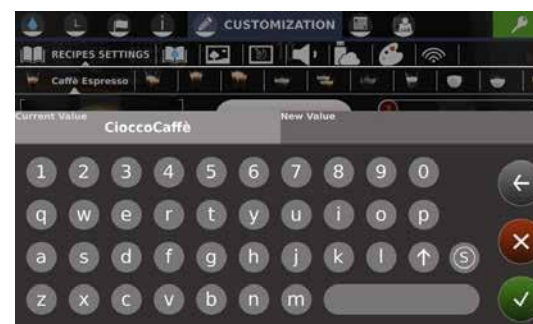 CUSTOMIZATION
RECIPES SETTINGS
Caffè Espresso
Current Value
New Value
CioccoCaffè
1 2 3 4 5 6 7 8 9 0
q w e r t y u i o p
a s d f g h j k l ↑ S
z x c v b n m